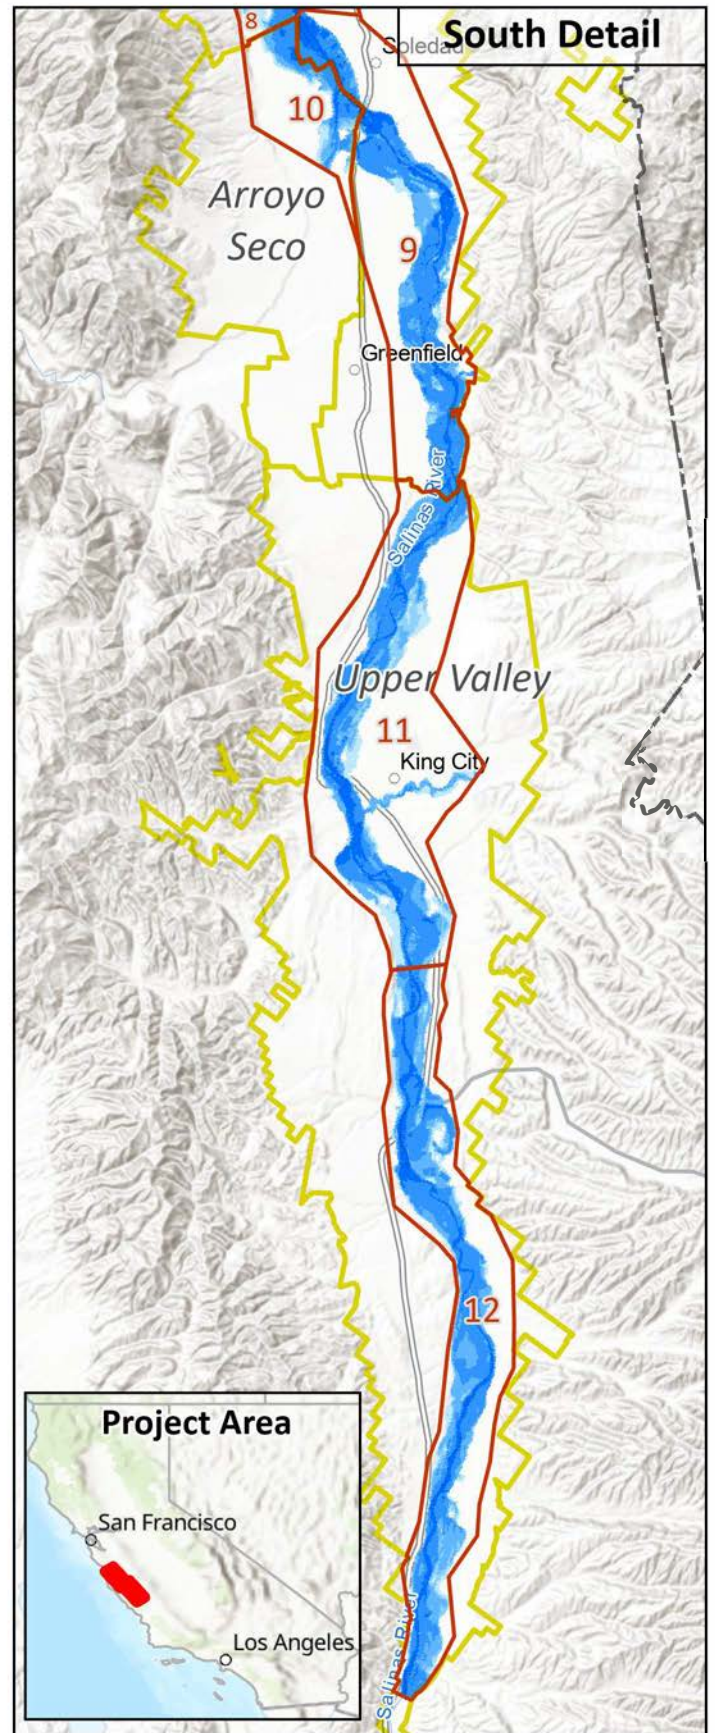 8
Soledad
South Detail
10
Arroyo
Seco
9
Greenfield
Salinas River
Upper Valley
11
King City
12
Project Area
San Francisco
Los Angeles
Salinas River